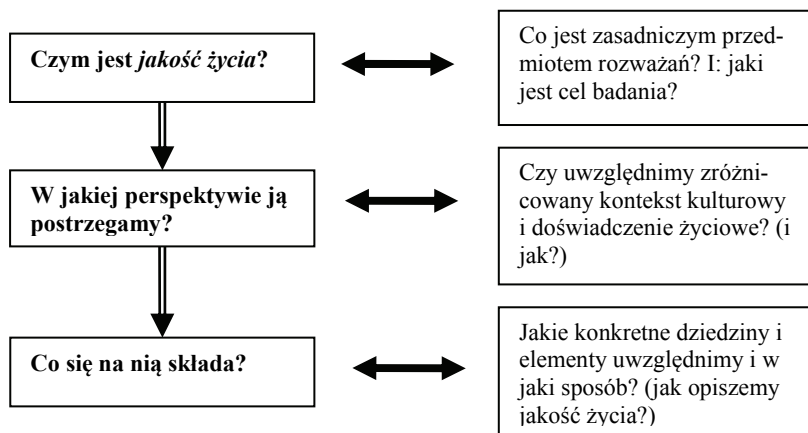 Czym jest jakość życia?
Co jest zasadniczym przed-
miotem rozważań? I: jaki
jest cel badania?
W jakiej perspektywie ją
postrzegamy?
Czy uwzględnimy zróżni-
cowany kontekst kulturowy
i doświadczenie życiowe? (i
jak?)
Co się na nią składa?
Jakie konkretne dziedziny i
elementy uwzględnimy i w
jaki sposób? (jak opiszemy
jakość życia?)